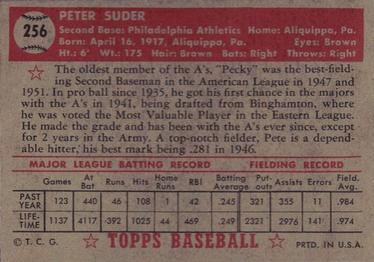 256
PETER SUDER
Second Base: Philadelphia Athletics Home: Aliquippa, Pa.
Born: April 16, 1917, Aliquippa, Pa. Eyes: Brown
Ht.: 6' Wt.: 175 Hair: Brown Bats: Right Throws: Right
The oldest member of the A's, "Pecky" was the best-field-
ing Second Baseman in the American League in 1947 and
1951. In pro ball since 1935, he got his first chance in the majors
with the A's in 1941, being drafted from Binghamton, where he
was voted the Most Valuable Player in the Eastern League.
He made the grade and has been with the A's ever since, except
for 2 years in the Army. A top-notch fielder, Pete is a depend-
able hitter, his best mark being .281 in 1946.
MAJOR LEAGUE BATTING RECORD FIELDING RECORD
Games At Bat Runs Hits Home Runs RBI Batting Average Put-outs Assists Errors Field. Av.
PAST YEAR 123 440 46 108 1 42 .245 321 355 11 .984
LIFE-TIME 1137 4117 392 1025 44 469 .249 2651 2976 141 .974
© T. C. G. TOPPS BASEBALL PRTD. IN U.S.A.